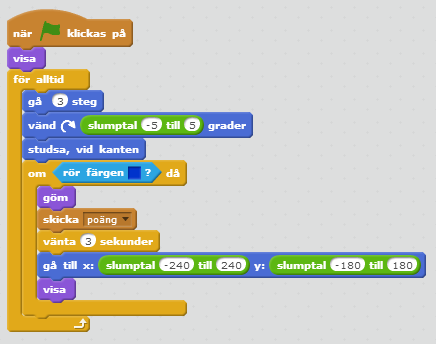 när klickas på
visa
för alltid
gå 3 steg
vänd slumptal -5 till 5 grader
studsa, vid kanten
om rör färgen ? då
göm
skicka poäng
vänta 3 sekunder
gå till x: slumptal -240 till 240 y: slumptal -180 till 180
visa